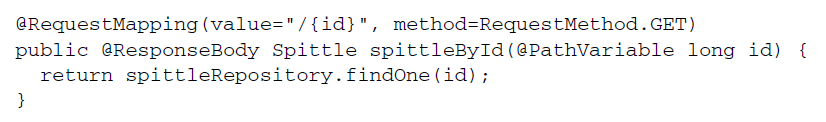 @RequestMapping(value="/{id}", method=RequestMethod.GET)
public @ResponseBody Spittle spittleById(@PathVariable long id) {
  return spittleRepository.findOne(id);
}